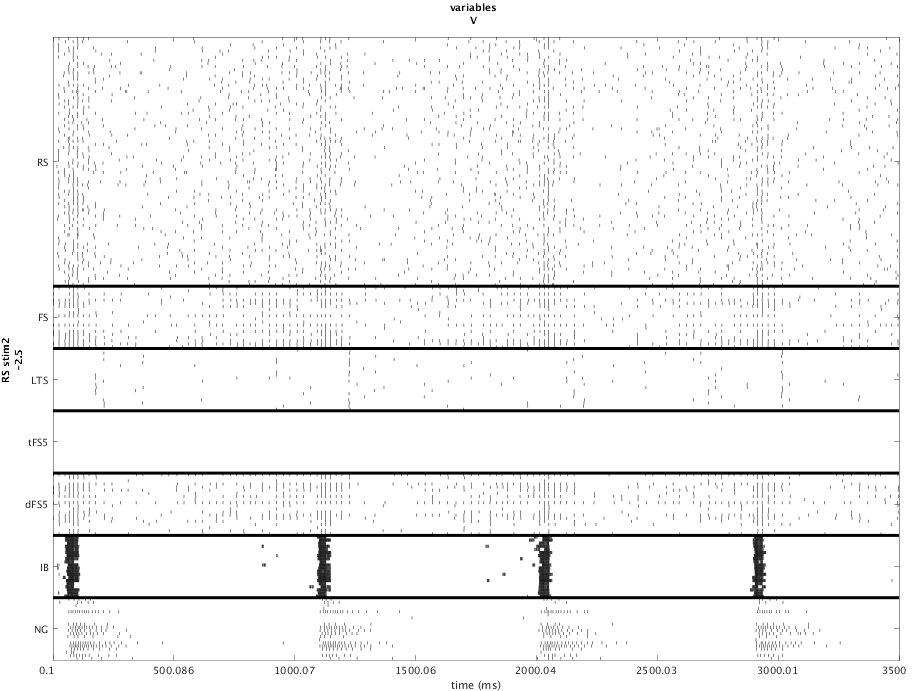 variables
V
RS
FS
LTS
tFS5
dFS5
IB
NG
RS stim2
-2.5
0.1 500.086 1000.07 1500.06 2000.04 2500.03 3000.01 3500
time (ms)